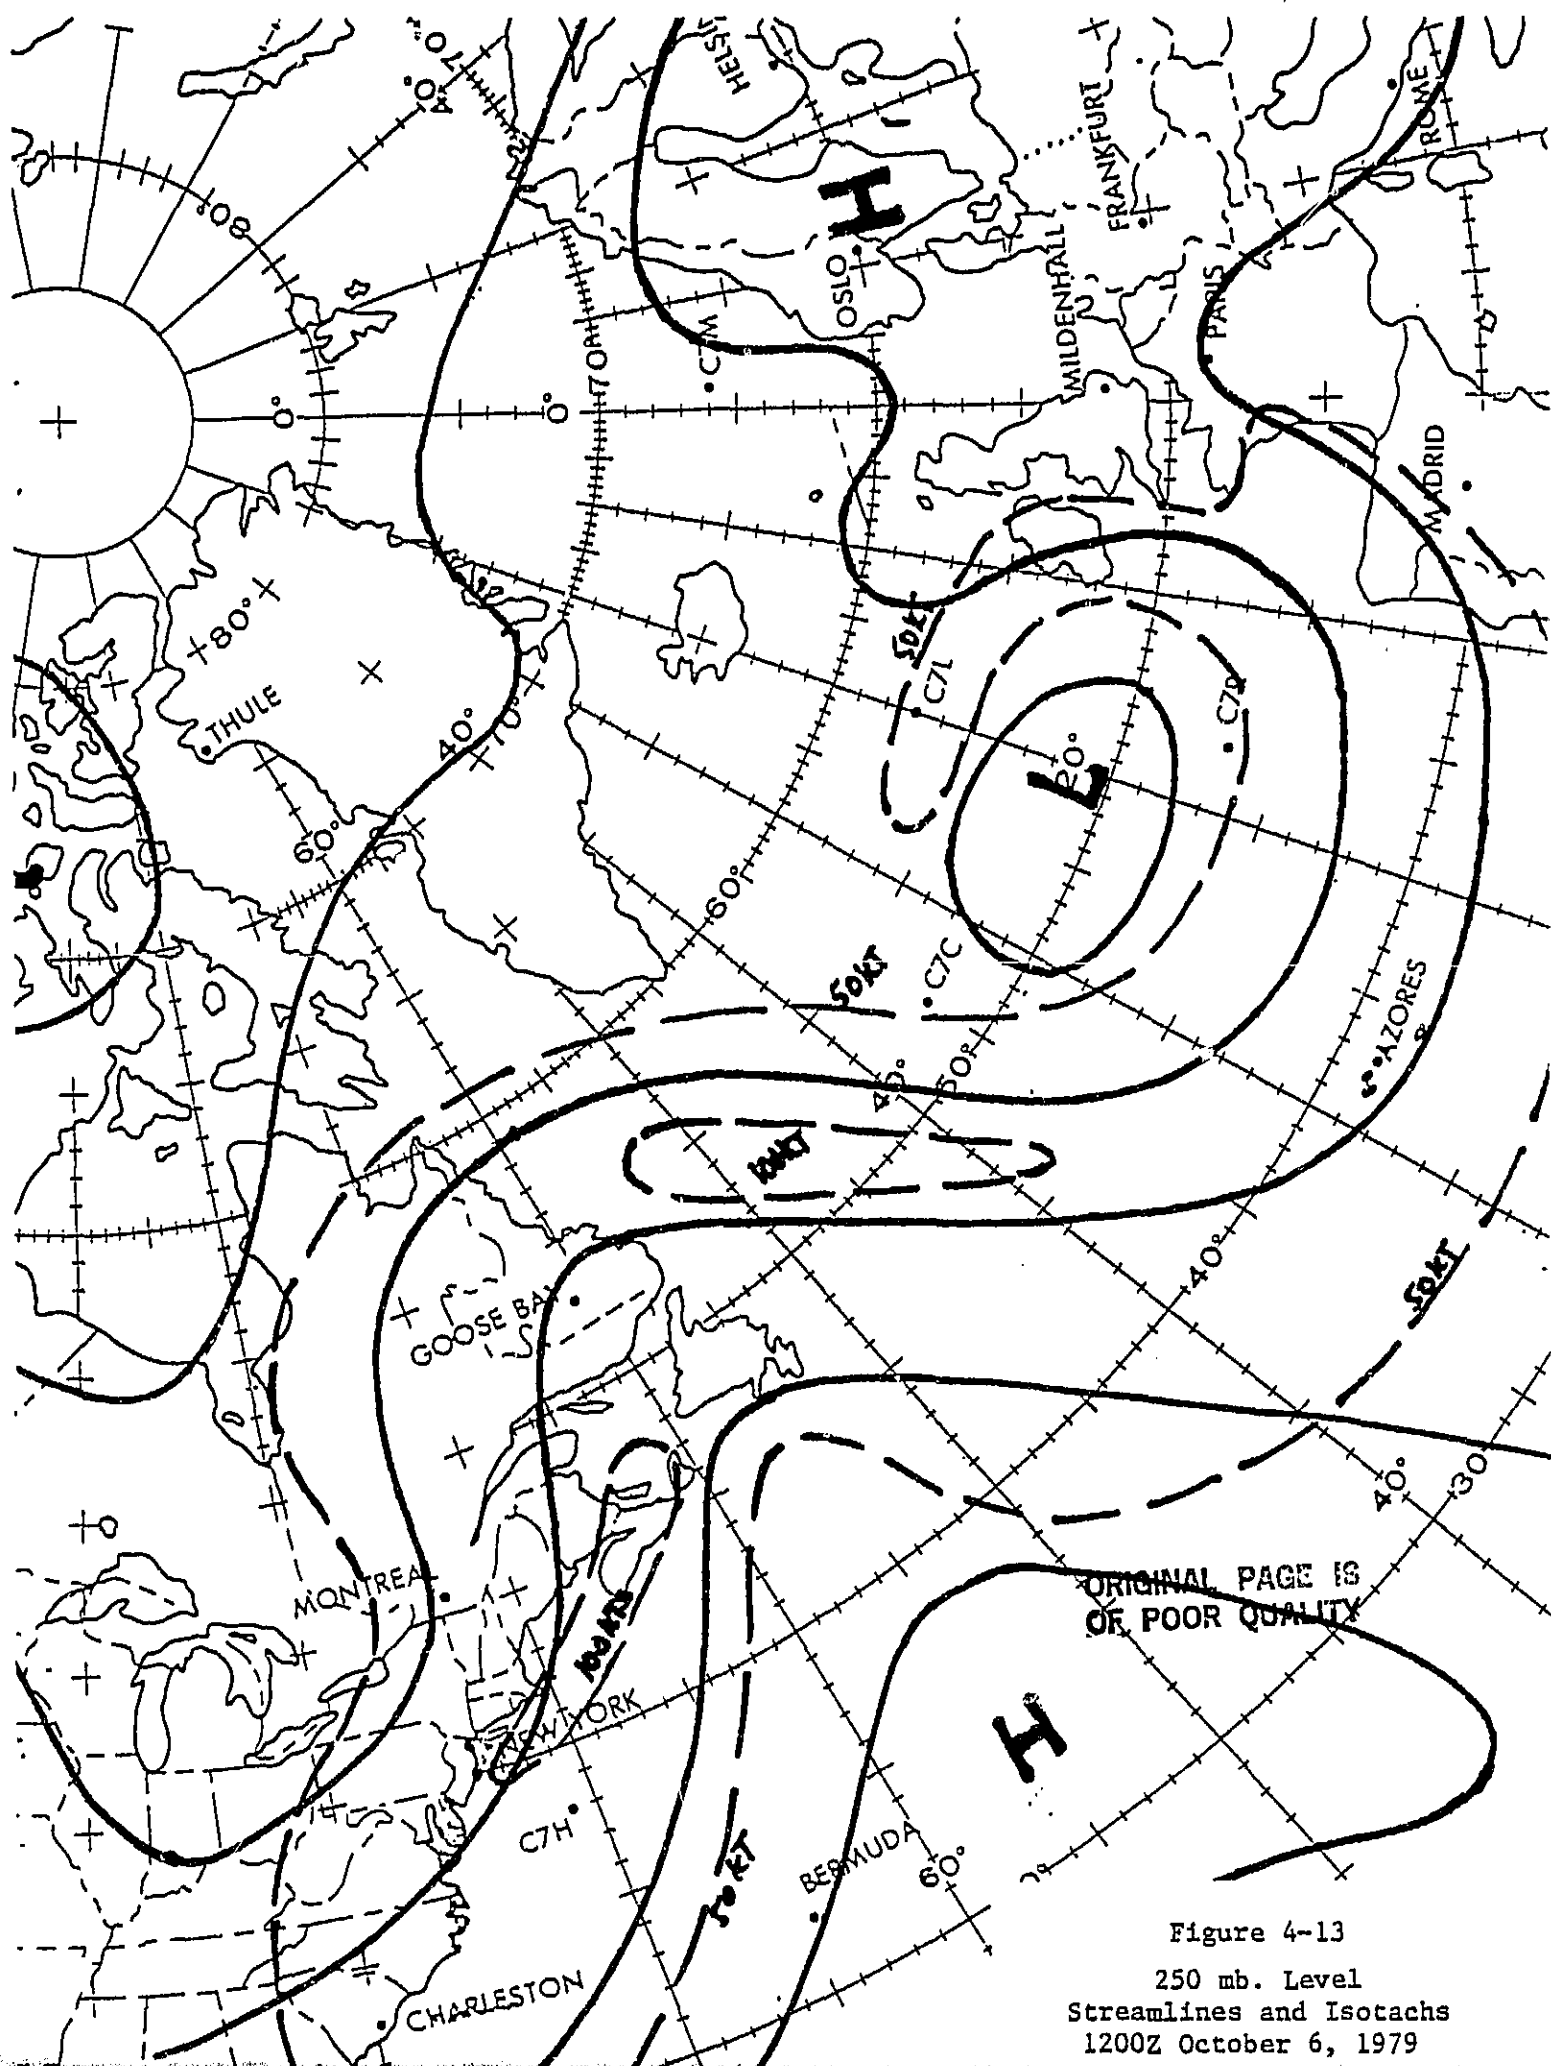 70°
40°
80°
HELSI
ROME
FRANKFURT
OSLO
H
MILDENHALL
PARIS
C7M
0°
0°
70°
MADRID
80°
THULE
50KT
C7L
C7R
40°
70°
20°
L
60°
60°
50KT
C7C
AZORES
45°
50°
100KT
40°
50KT
GOOSE BAY
40°
30
MONTREAL
ORIGINAL PAGE IS
OF POOR QUALITY
100KTS
NEW YORK
H
C7H
50KT
BERMUDA
60°
CHARLESTON
Figure 4-13
250 mb. Level
Streamlines and Isotachs
1200Z October 6, 1979